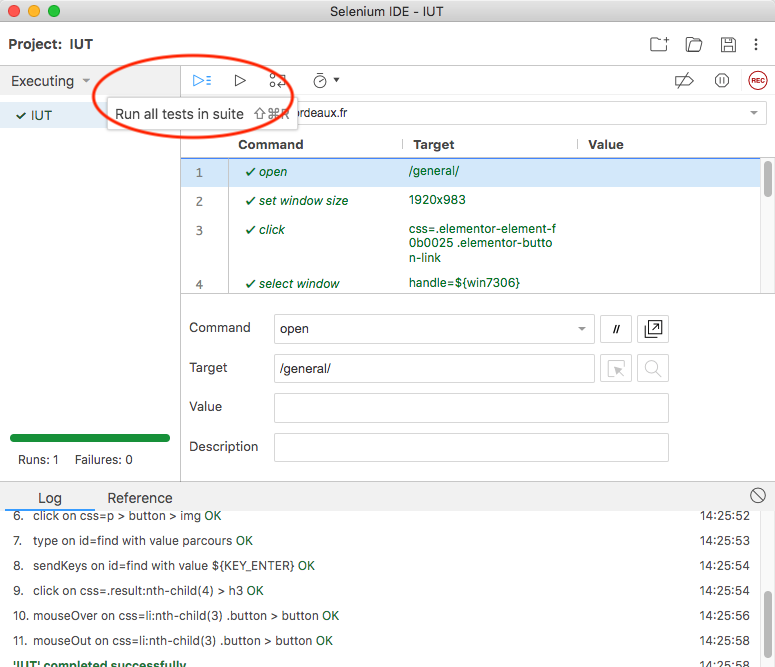 Selenium IDE - IUT
Project: IUT
Executing
REC
✓ IUT
Run all tests in suite ⇧⌘R
ordeaux.fr
Command Target Value
1 ✓ open /general/
2 ✓ set window size 1920x983
3 ✓ click css=.elementor-element-f
0b0025 .elementor-butto
n-link
4 ✓ select window handle=${win7306}
Command open //
Target /general/
Value
Description
Runs: 1 Failures: 0
Log Reference
6. click on css=p > button > img OK 14:25:52
7. type on id=find with value parcours OK 14:25:53
8. sendKeys on id=find with value ${KEY_ENTER} OK 14:25:54
9. click on css=.result:nth-child(4) > h3 OK 14:25:54
10. mouseOver on css=li:nth-child(3) .button > button OK 14:25:56
11. mouseOut on css=li:nth-child(3) .button > button OK 14:25:58
'IUT' completed successfully 14:25:58